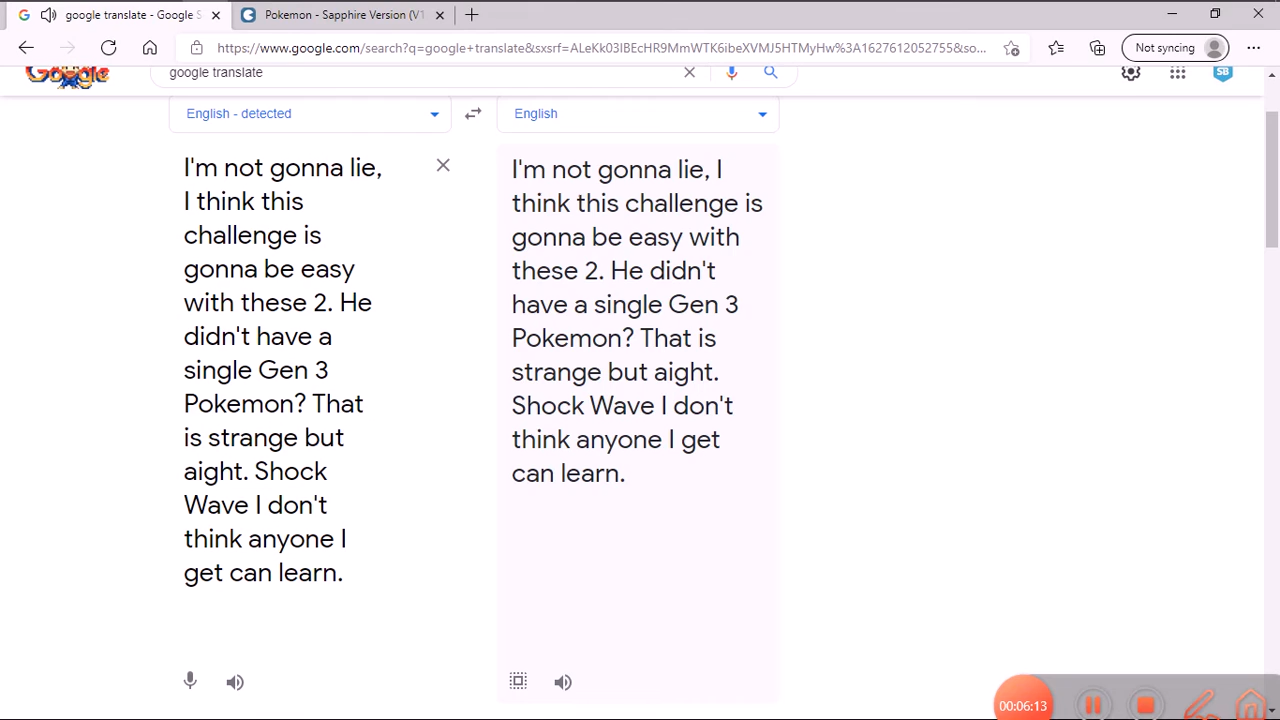 google translate - Google S
Pokemon - Sapphire Version (V1
https://www.google.com/search?q=google+translate&sxsrf=ALeKk03IBEcHR9MmWTK0beXVMJ5HTMyHw%3A1627612052755&so...
Not syncing
Google
google translate
SB
English - detected
English
I'm not gonna lie,
I think this
challenge is
gonna be easy
with these 2. He
didn't have a
single Gen 3
Pokemon? That
is strange but
aight. Shock
Wave I don't
think anyone I
get can learn.
I'm not gonna lie, I
think this challenge is
gonna be easy with
these 2. He didn't
have a single Gen 3
Pokemon? That is
strange but aight.
Shock Wave I don't
think anyone I get
can learn.
00:06:13